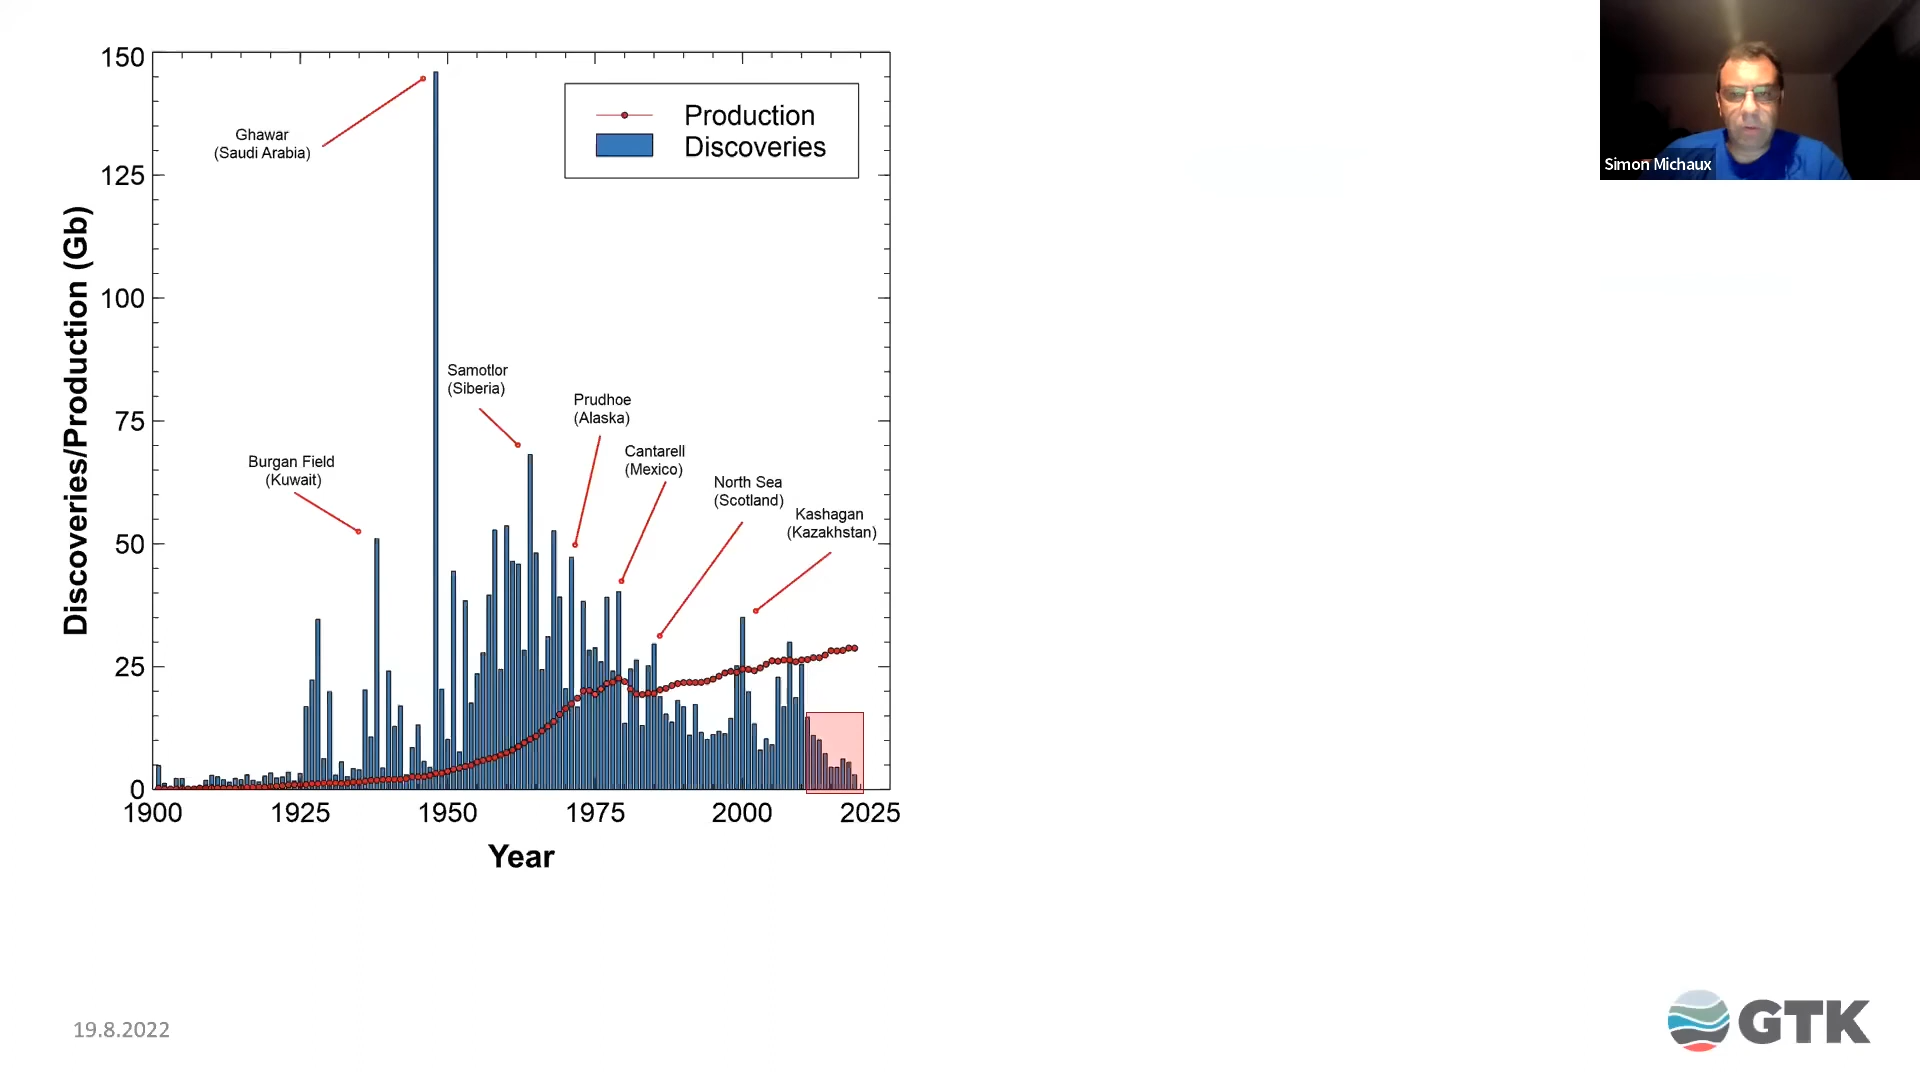 150
125
100
75
50
25
0
Discoveries/Production (Gb)
Ghawar
(Saudi Arabia)
Production
Discoveries
Samotlor
(Siberia)
Prudhoe
(Alaska)
Cantarell
(Mexico)
Burgan Field
(Kuwait)
North Sea
(Scotland)
Kashagan
(Kazakhstan)
1900
1925
1950
1975
2000
2025
Year
Simon Michaux
19.8.2022
GTK